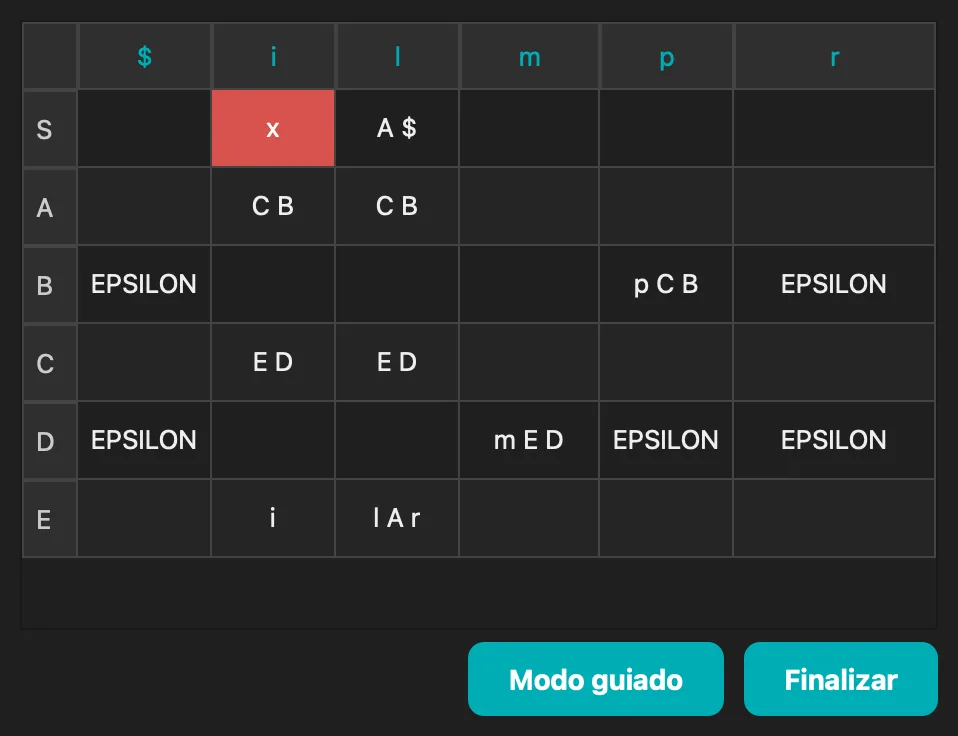 $ i l m p r
S x A $
A C B C B
B EPSILON p C B EPSILON
C E D E D
D EPSILON m E D EPSILON EPSILON
E i l A r
Modo guiado Finalizar